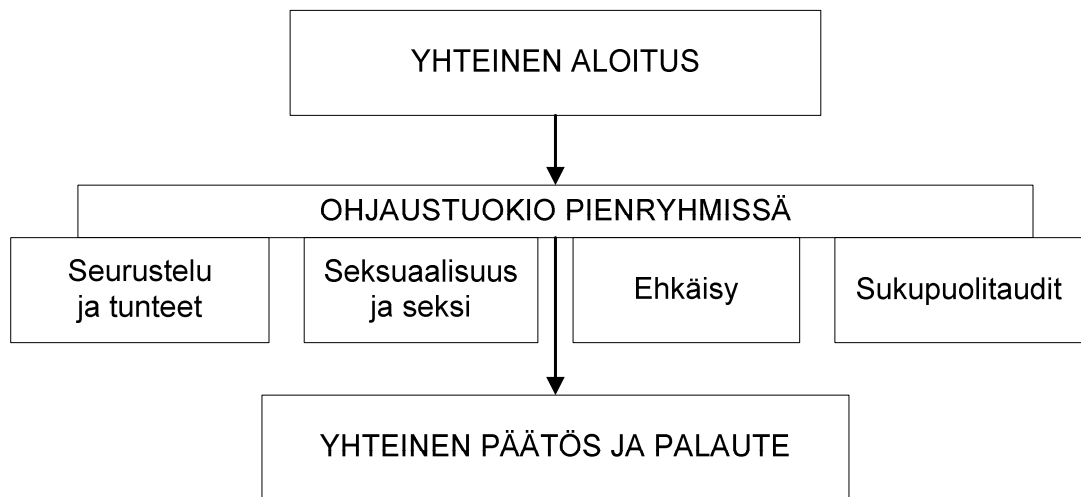 YHTEINEN ALOITUS
OHJAUSTUOKIO PIENRYHMISSÄ
Seurustelu
ja tunteet
Seksuaalisuus
ja seksi
Ehkäisy
Sukupuolitaudit
YHTEINEN PÄÄTÖS JA PALAUTE